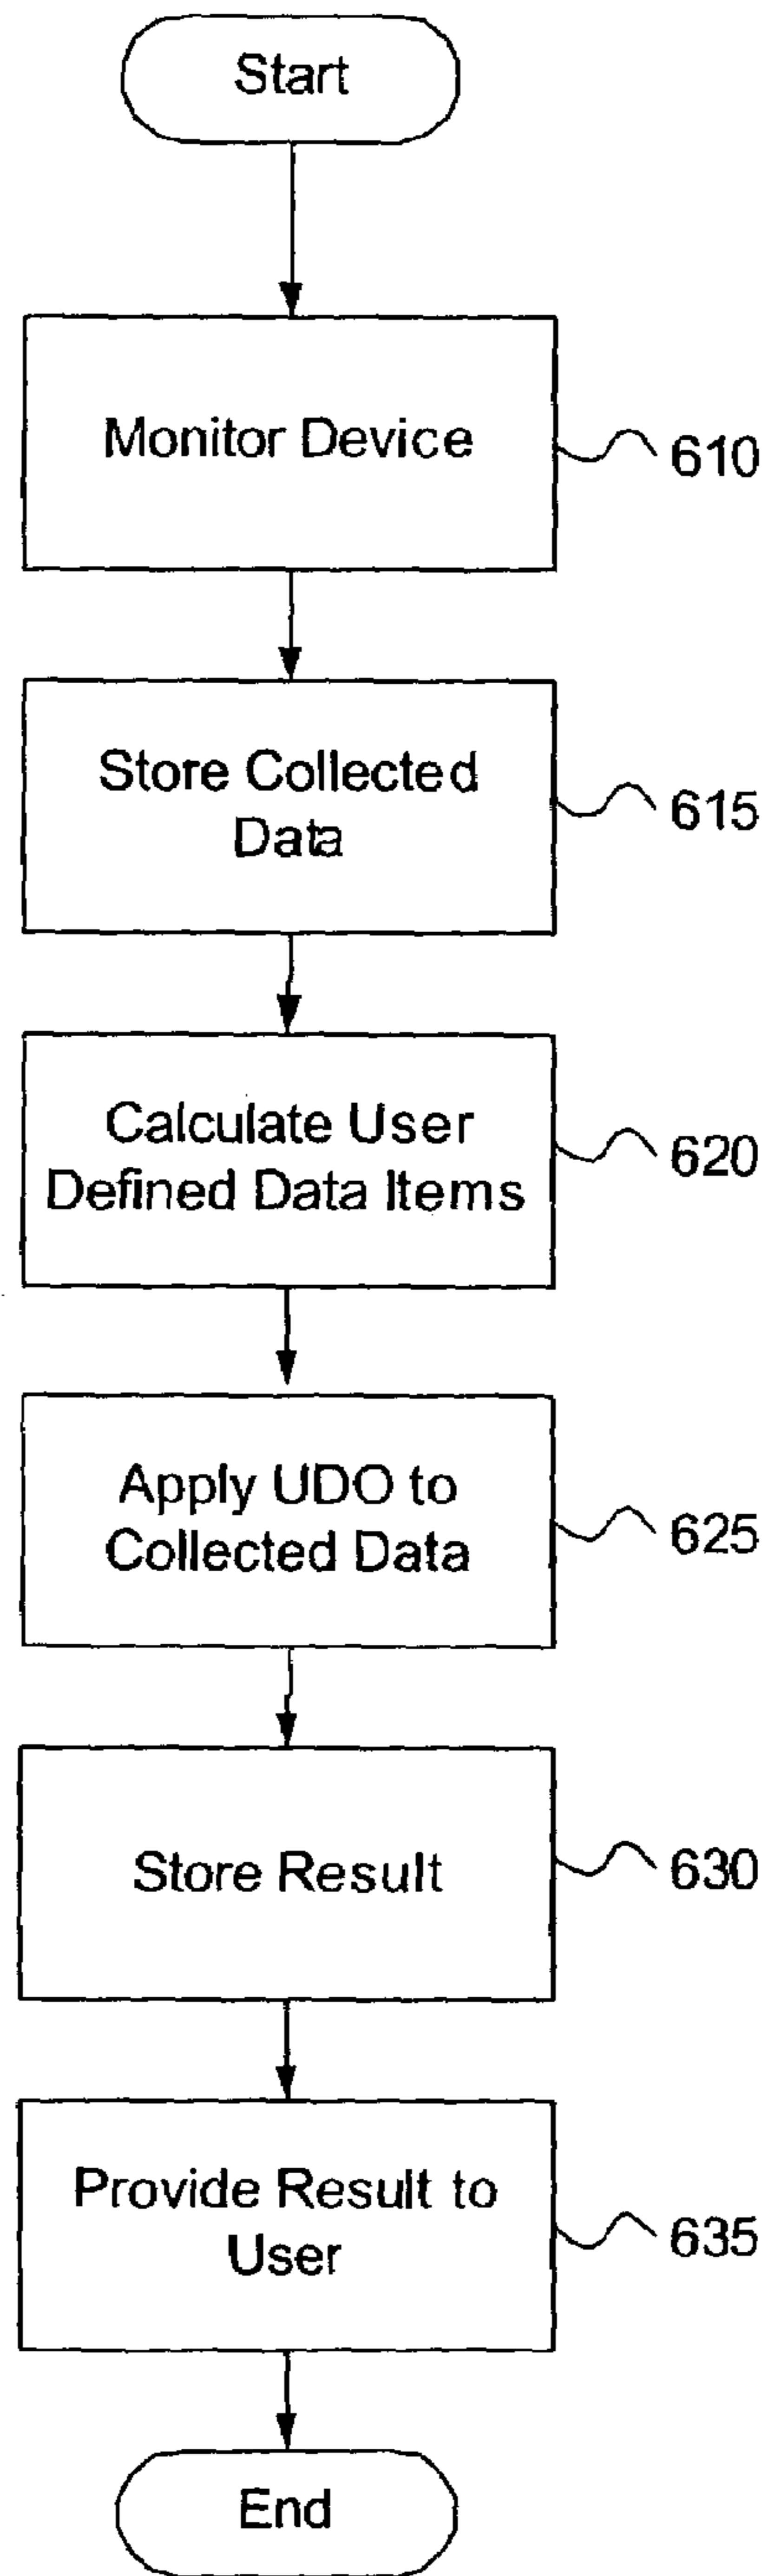 Start
Monitor Device
610
Store Collected
Data
615
Calculate User
Defined Data Items
620
Apply UDO to
Collected Data
625
Store Result
630
Provide Result to
User
635
End